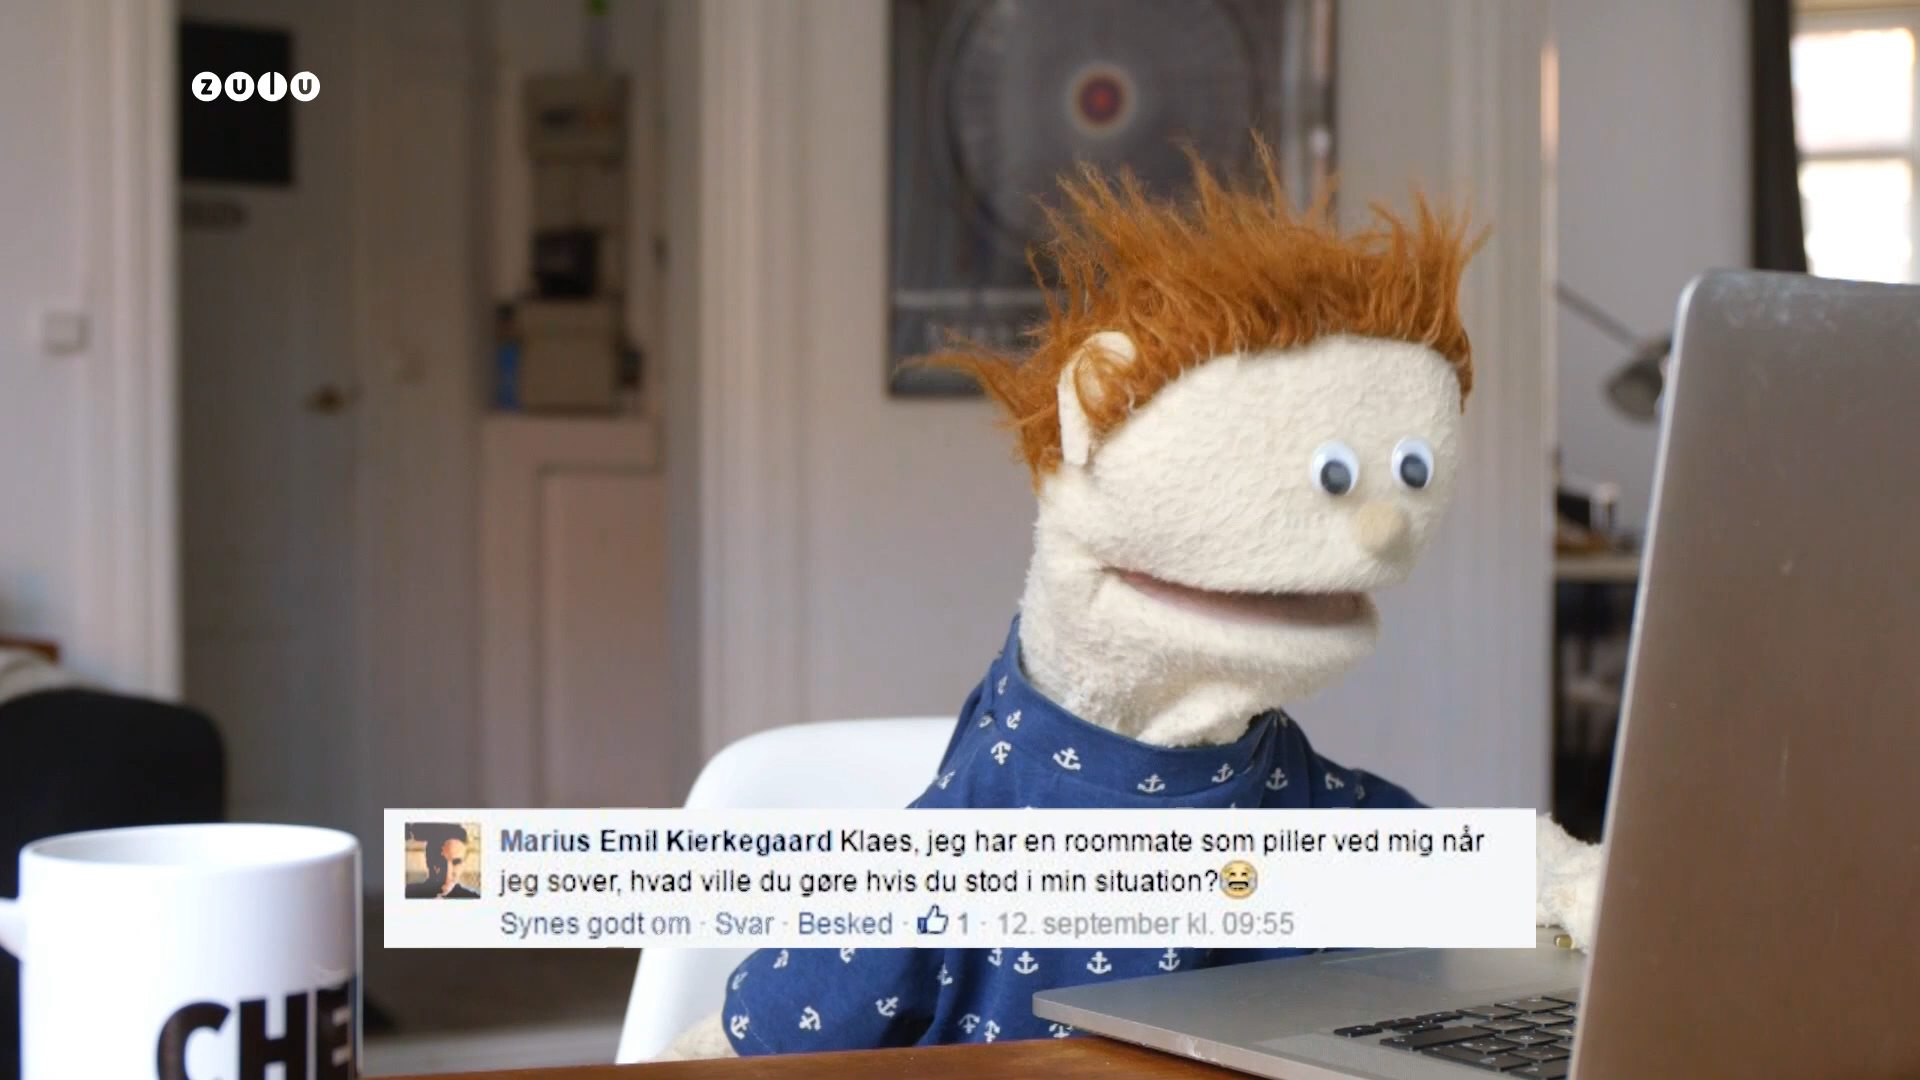 zulu
Marius Emil Kierkegaard Klaes, jeg har en roommate som piller ved mig når
jeg sover, hvad ville du gøre hvis du stod i min situation?😂
Synes godt om · Svar · Besked · 👍 1 · 12. september kl. 09:55
CHE